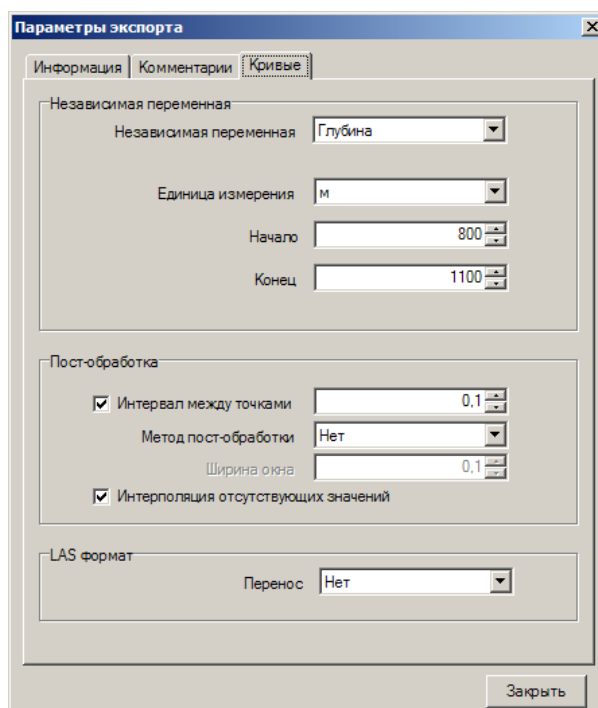 Параметры экспорта
Информация Комментарии Кривые
Независимая переменная
Независимая переменная Глубина
Единица измерения м
Начало 800
Конец 1100
Пост-обработка
Интервал между точками 0,1
Метод пост-обработки Нет
Ширина окна 0,1
Интерполяция отсутствующих значений
LAS формат
Перенос Нет
Закрыть